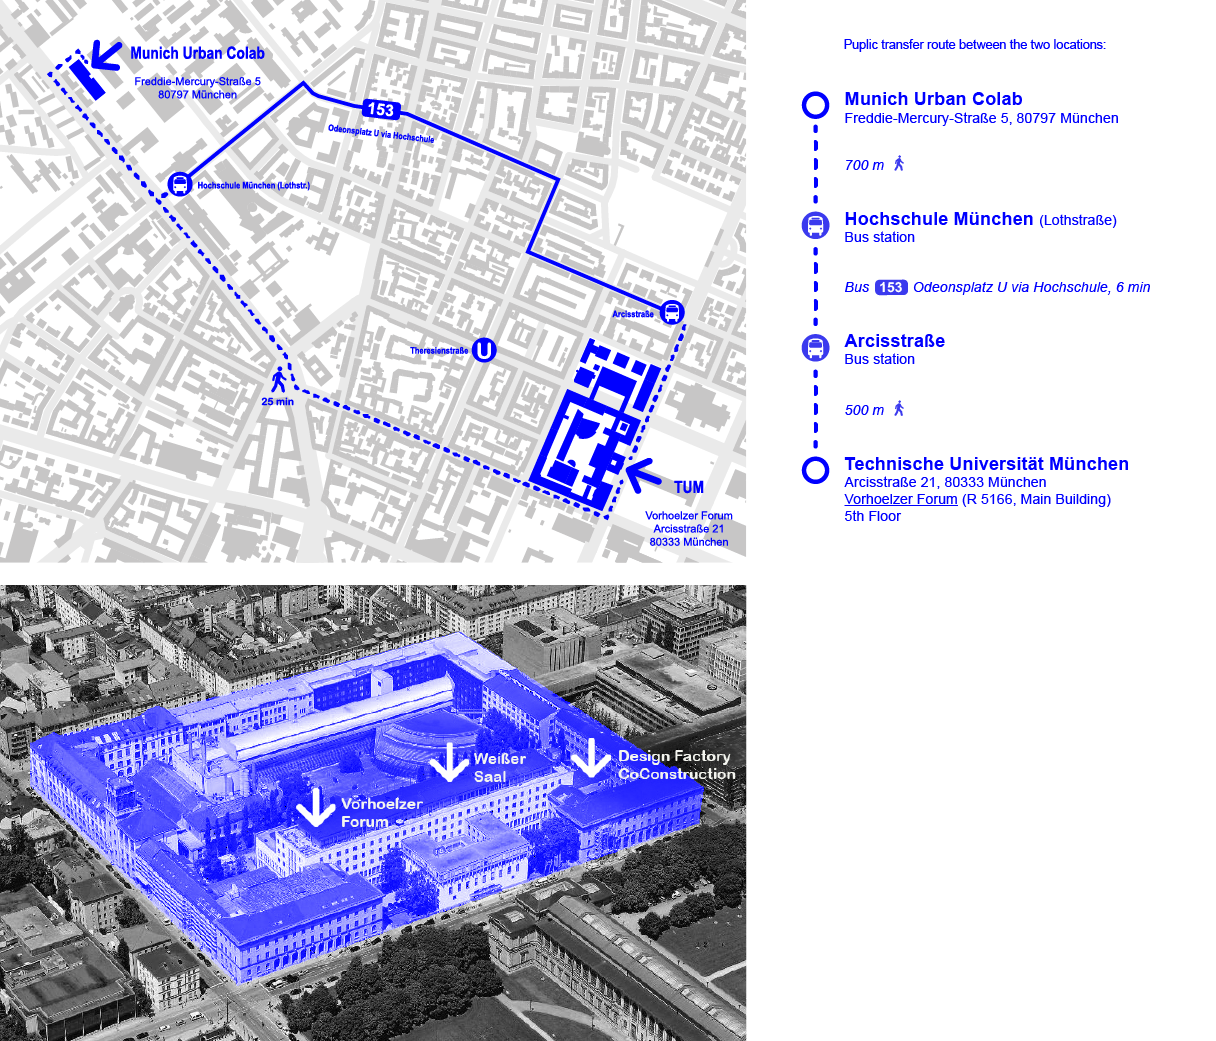 Munich Urban Colab
Freddie-Mercury-Straße 5
80797 München
153
Odeonsplatz U via Hochschule
Hochschule München (Lothstr.)
Arcisstraße
Theresienstraße U
25 min
TUM
Vorhoelzer Forum
Arcisstraße 21
80333 München
Puplic transfer route between the two locations:
Munich Urban Colab
Freddie-Mercury-Straße 5, 80797 München
700 m
Hochschule München (Lothstraße)
Bus station
Bus 153 Odeonsplatz U via Hochschule, 6 min
Arcisstraße
Bus station
500 m
Technische Universität München
Arcisstraße 21, 80333 München
Vorhoelzer Forum (R 5166, Main Building)
5th Floor
Weißer
Saal
Design Factory
CoConstruction
Vorhoelzer
Forum